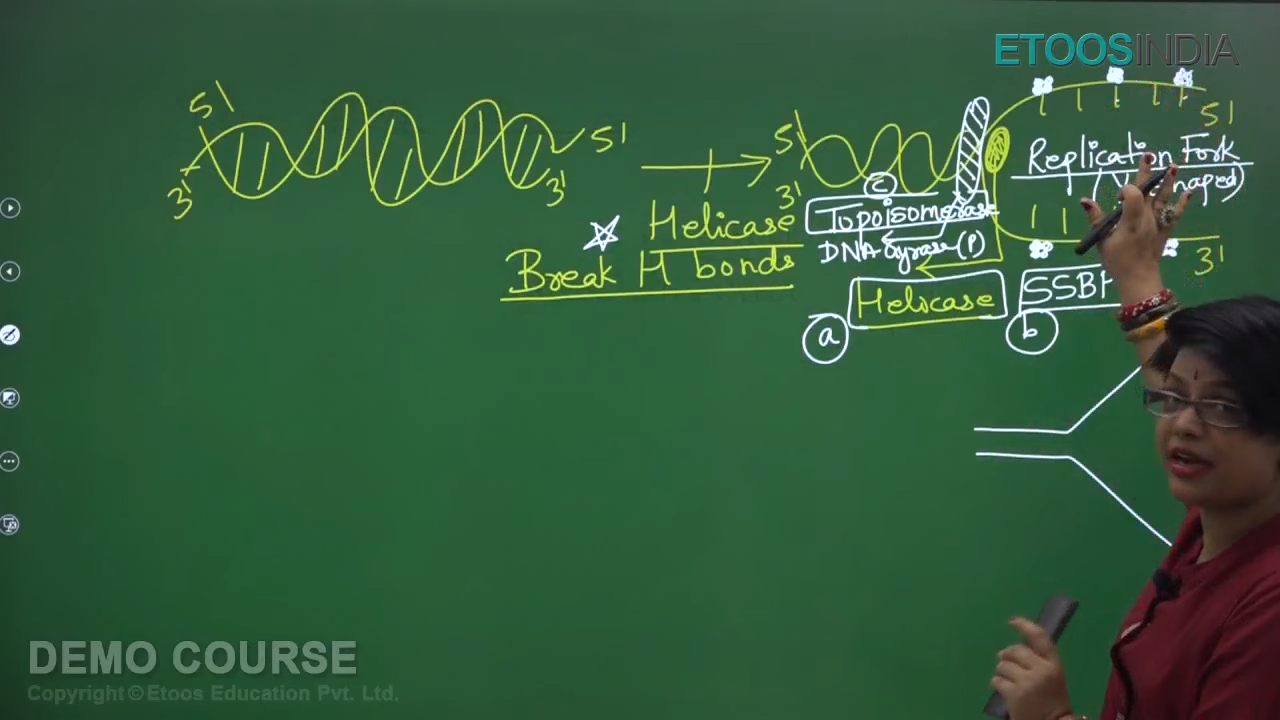 ETOOSINDIA
5' 5'
3' 3'
5' 5'
3' 3'
Replication Fork
Helicase
Break H bonds
c
Topoisomerase
DNA Gyrase (P)
Helicase
SSBP
a b
DEMO COURSE
Copyright © Etoos Education Pvt. Ltd.